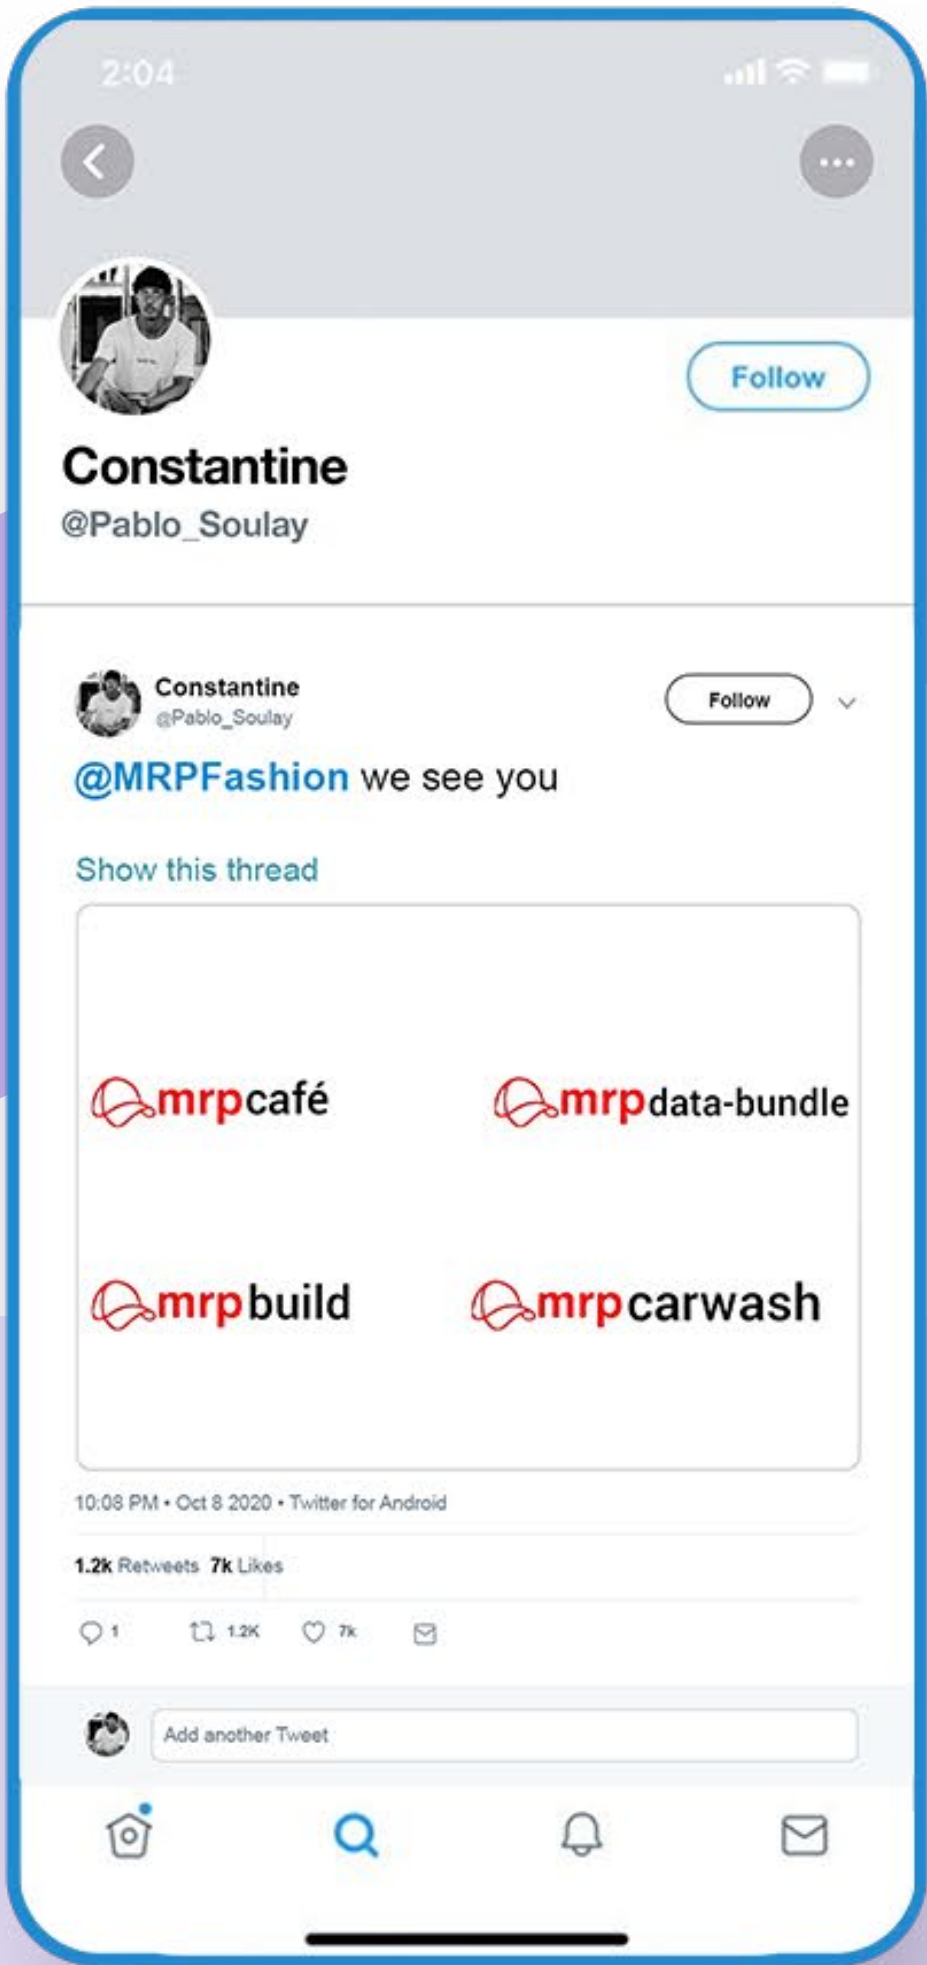 2:04
Follow
Constantine
@Pablo_Soulay
Constantine
@Pablo_Soulay
Follow
@MRPFashion we see you
Show this thread
mrpcafé
mrpdata-bundle
mrpbuild
mrpcarwash
10:08 PM • Oct 8 2020 • Twitter for Android
1.2k Retweets 7k Likes
1 1.2K 7k
Add another Tweet